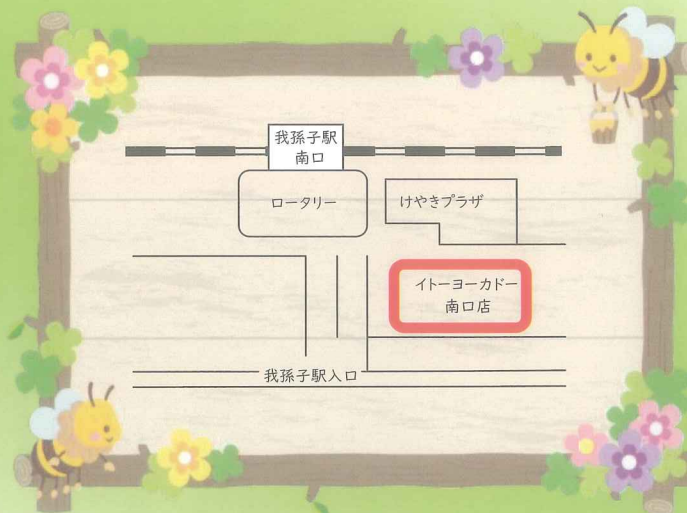 我孫子駅
南口
ロータリー
けやきプラザ
イトーヨーカドー
南口店
我孫子駅入口